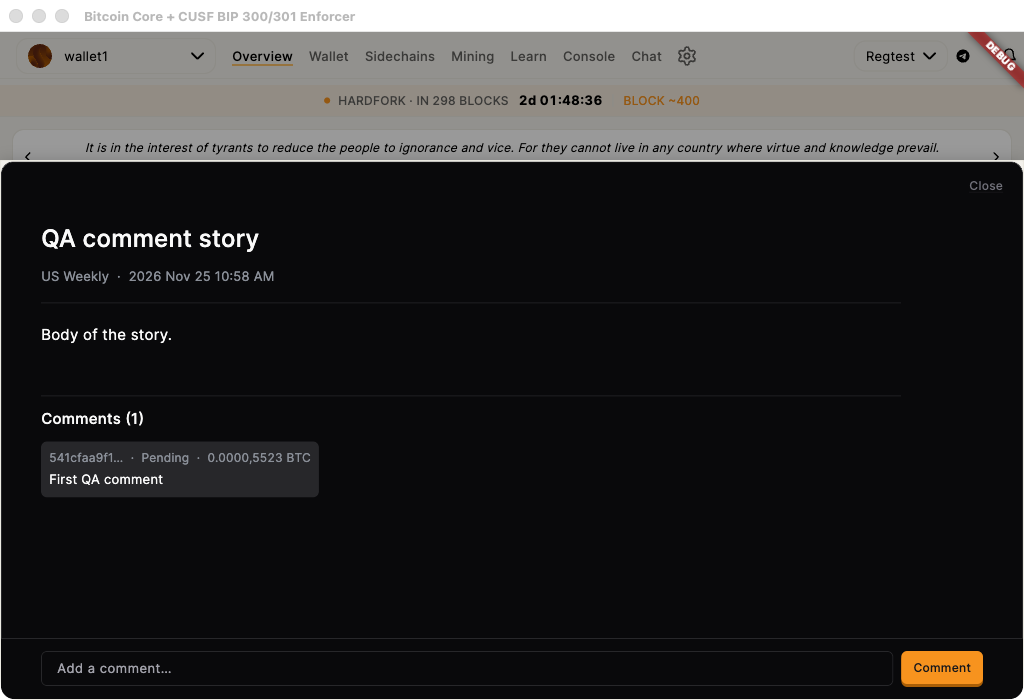 Bitcoin Core + CUSF BIP 300/301 Enforcer
wallet1 Overview Wallet Sidechains Mining Learn Console Chat Regtest DEBUG
HARDFORK · IN 298 BLOCKS 2d 01:48:36 BLOCK ~400
It is in the interest of tyrants to reduce the people to ignorance and vice. For they cannot live in any country where virtue and knowledge prevail.
Close
QA comment story
US Weekly · 2026 Nov 25 10:58 AM
Body of the story.
Comments (1)
541cfaa9f1... · Pending · 0.0000,5523 BTC
First QA comment
Add a comment...
Comment